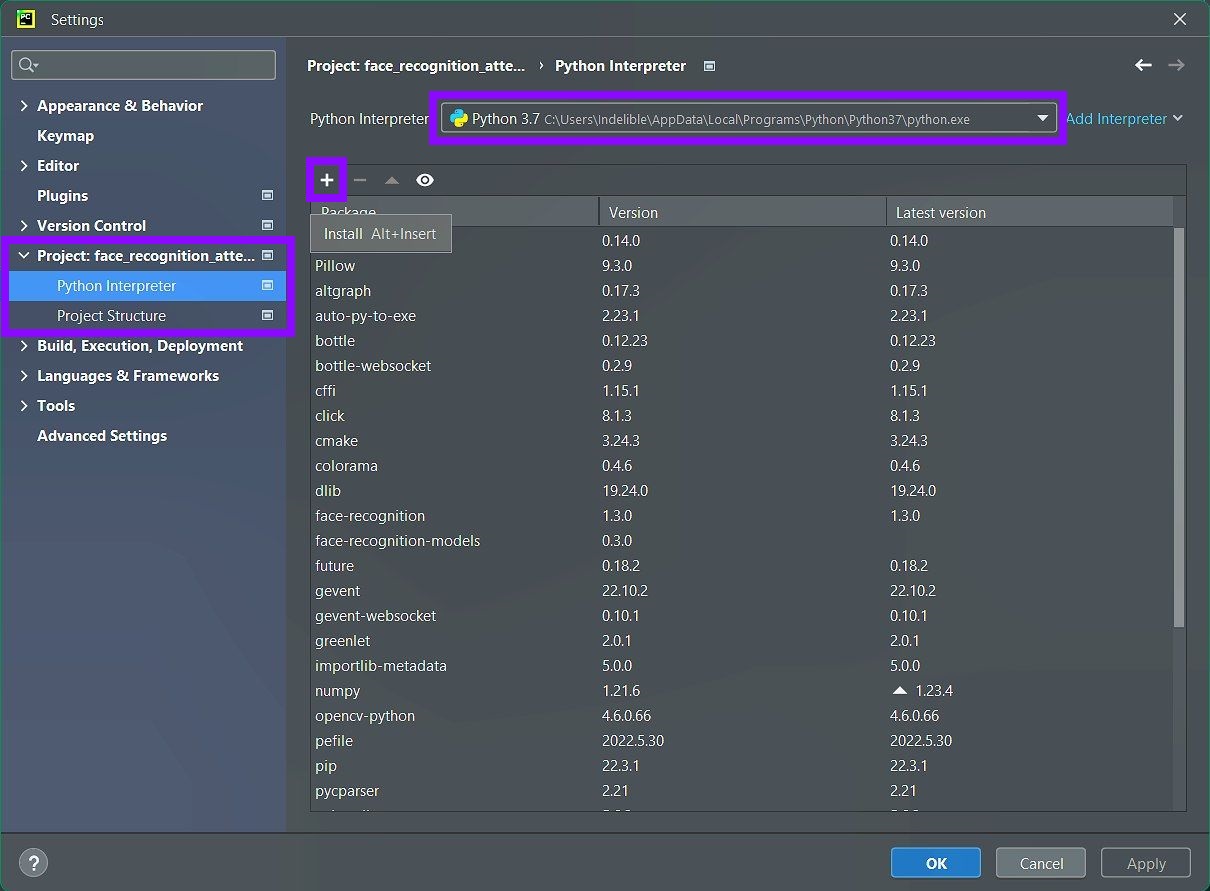 PC
Settings
Project: face_recognition_atte... › Python Interpreter
Python Interpreter Python 3.7 C:\Users\Indelible\AppData\Local\Programs\Python\Python37\python.exe Add Interpreter
Appearance & Behavior
Keymap
Editor
Plugins
Version Control
Project: face_recognition_atte...
Python Interpreter
Project Structure
Build, Execution, Deployment
Languages & Frameworks
Tools
Advanced Settings
Package Version Latest version
Install Alt+Insert
0.14.0 0.14.0
Pillow 9.3.0 9.3.0
altgraph 0.17.3 0.17.3
auto-py-to-exe 2.23.1 2.23.1
bottle 0.12.23 0.12.23
bottle-websocket 0.2.9 0.2.9
cffi 1.15.1 1.15.1
click 8.1.3 8.1.3
cmake 3.24.3 3.24.3
colorama 0.4.6 0.4.6
dlib 19.24.0 19.24.0
face-recognition 1.3.0 1.3.0
face-recognition-models 0.3.0
future 0.18.2 0.18.2
gevent 22.10.2 22.10.2
gevent-websocket 0.10.1 0.10.1
greenlet 2.0.1 2.0.1
importlib-metadata 5.0.0 5.0.0
numpy 1.21.6 1.23.4
opencv-python 4.6.0.66 4.6.0.66
pefile 2022.5.30 2022.5.30
pip 22.3.1 22.3.1
pycparser 2.21 2.21
? OK Cancel Apply